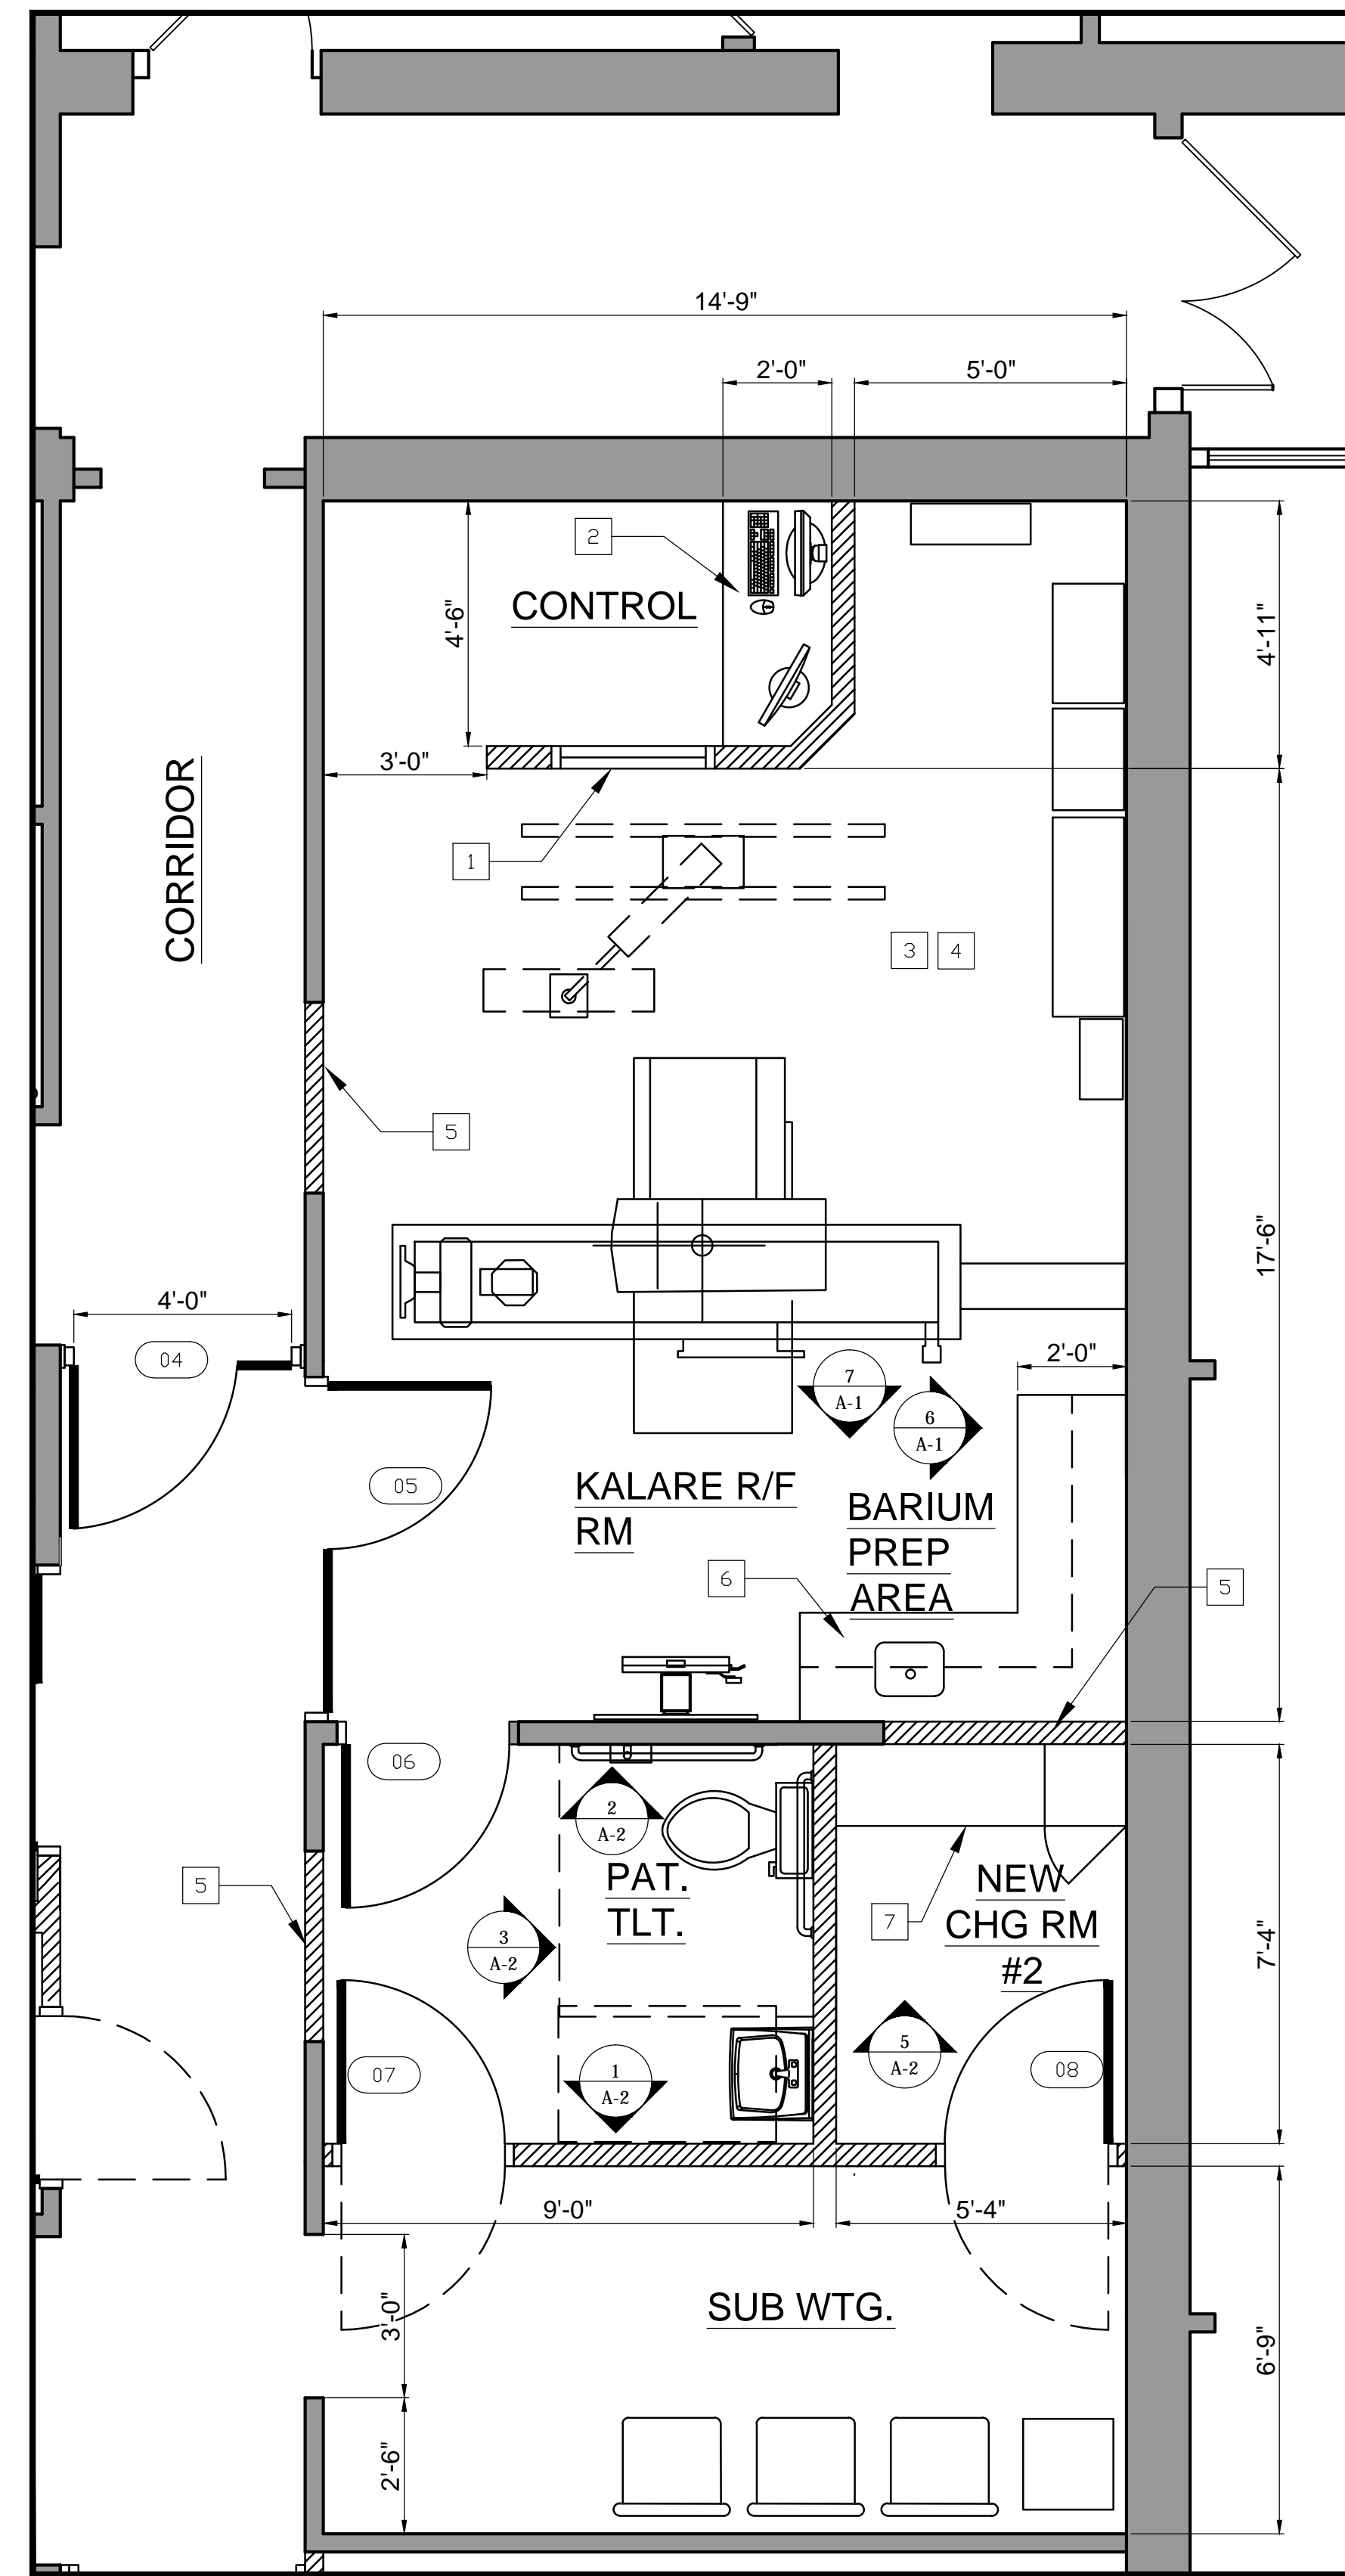 14'-9"
2'-0"
5'-0"
2
CONTROL
4'-6"
4'-11"
3'-0"
1
CORRIDOR
3
4
5
17'-6"
4'-0"
04
2'-0"
7
A-1
6
A-1
05
KALARE R/F
RM
BARIUM
PREP
AREA
6
5
06
2
A-2
PAT.
TLT.
NEW
CHG RM
#2
5
7
3
A-2
7'-4"
5
A-2
07
1
A-2
08
9'-0"
5'-4"
3'-0"
SUB WTG.
6'-9"
2'-6"